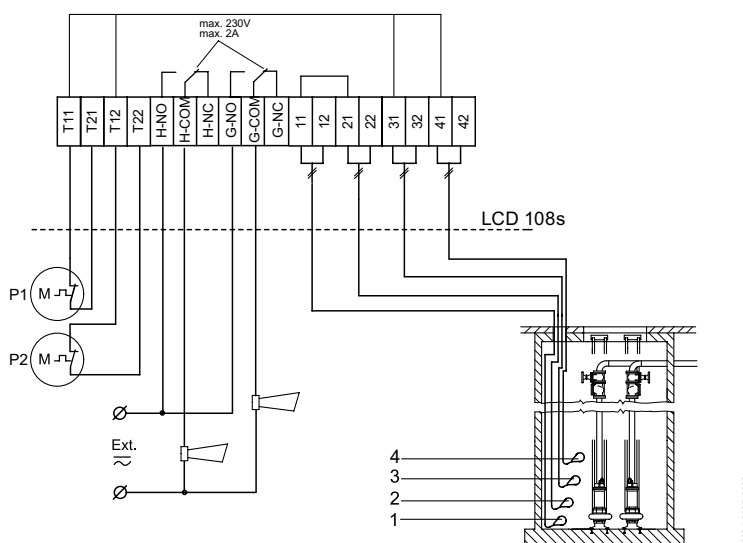 max. 230V
max. 2A
T11 T21 T12 T22 H-NO H-COM H-NC G-NO G-COM G-NC 11 12 21 22 31 32 41 42
LCD 108s
P1 M
P2 M
Ext.
4
3
2
1